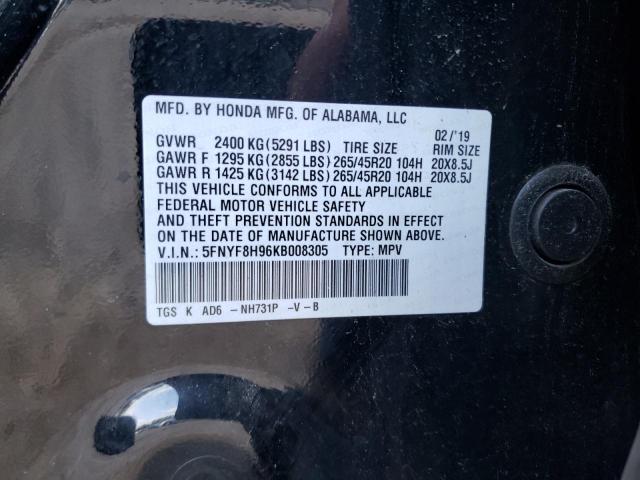 MFD. BY HONDA MFG. OF ALABAMA, LLC
02/'19
GVWR 2400 KG (5291 LBS) TIRE SIZE RIM SIZE
GAWR F 1295 KG (2855 LBS) 265/45R20 104H 20X8.5J
GAWR R 1425 KG (3142 LBS) 265/45R20 104H 20X8.5J
THIS VEHICLE CONFORMS TO ALL APPLICABLE
FEDERAL MOTOR VEHICLE SAFETY
AND THEFT PREVENTION STANDARDS IN EFFECT
ON THE DATE OF MANUFACTURE SHOWN ABOVE.
V.I.N.: 5FNYF8H96KB008305 TYPE: MPV
TGS K AD6 -NH731P -V-B